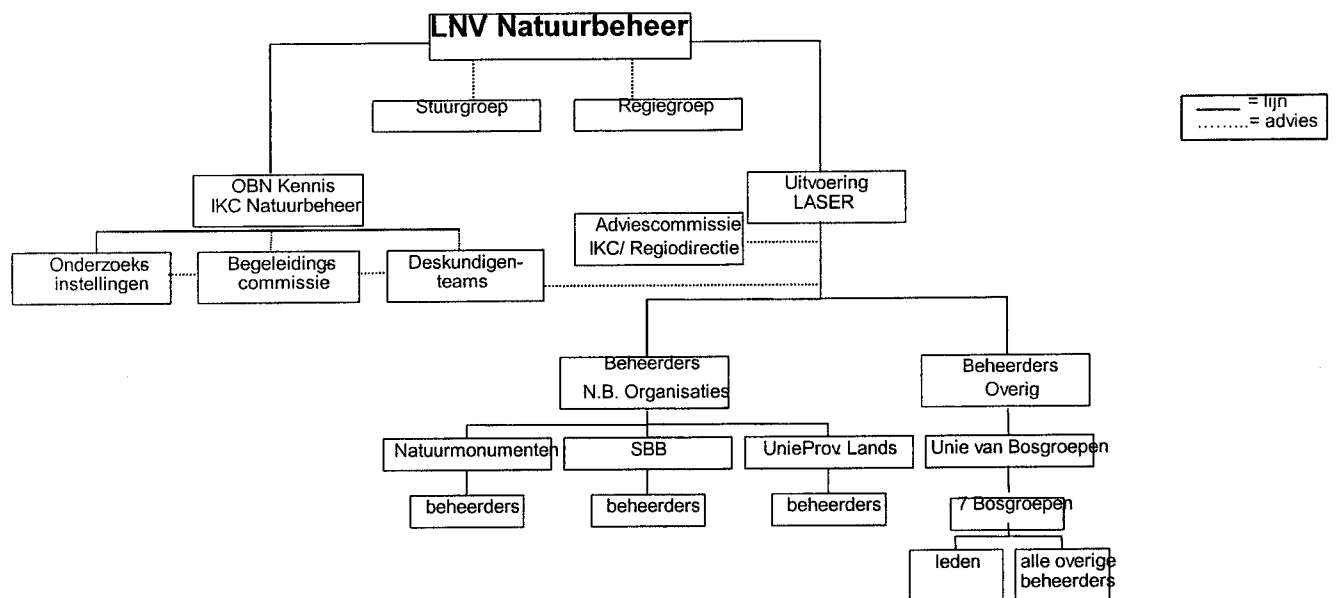 LNV Natuurbeheer
Stuurgroep
Regiegroep
= lijn
= advies
OBN Kennis
IKC Natuurbeheer
Uitvoering
LASER
Adviescommissie
IKC/ Regiodirectie
Onderzoeks
instellingen
Begeleidings
commissie
Deskundigen-
teams
Beheerders
N.B. Organisaties
Beheerders
Overig
Natuurmonumenten
SBB
UnieProv. Lands
Unie van Bosgroepen
beheerders
beheerders
beheerders
7 Bosgroepen
leden
alle overige
beheerders